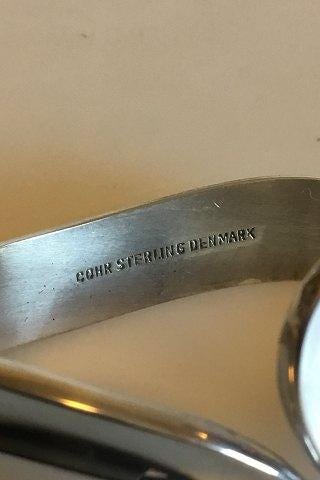 COHR STERLING DENMARK